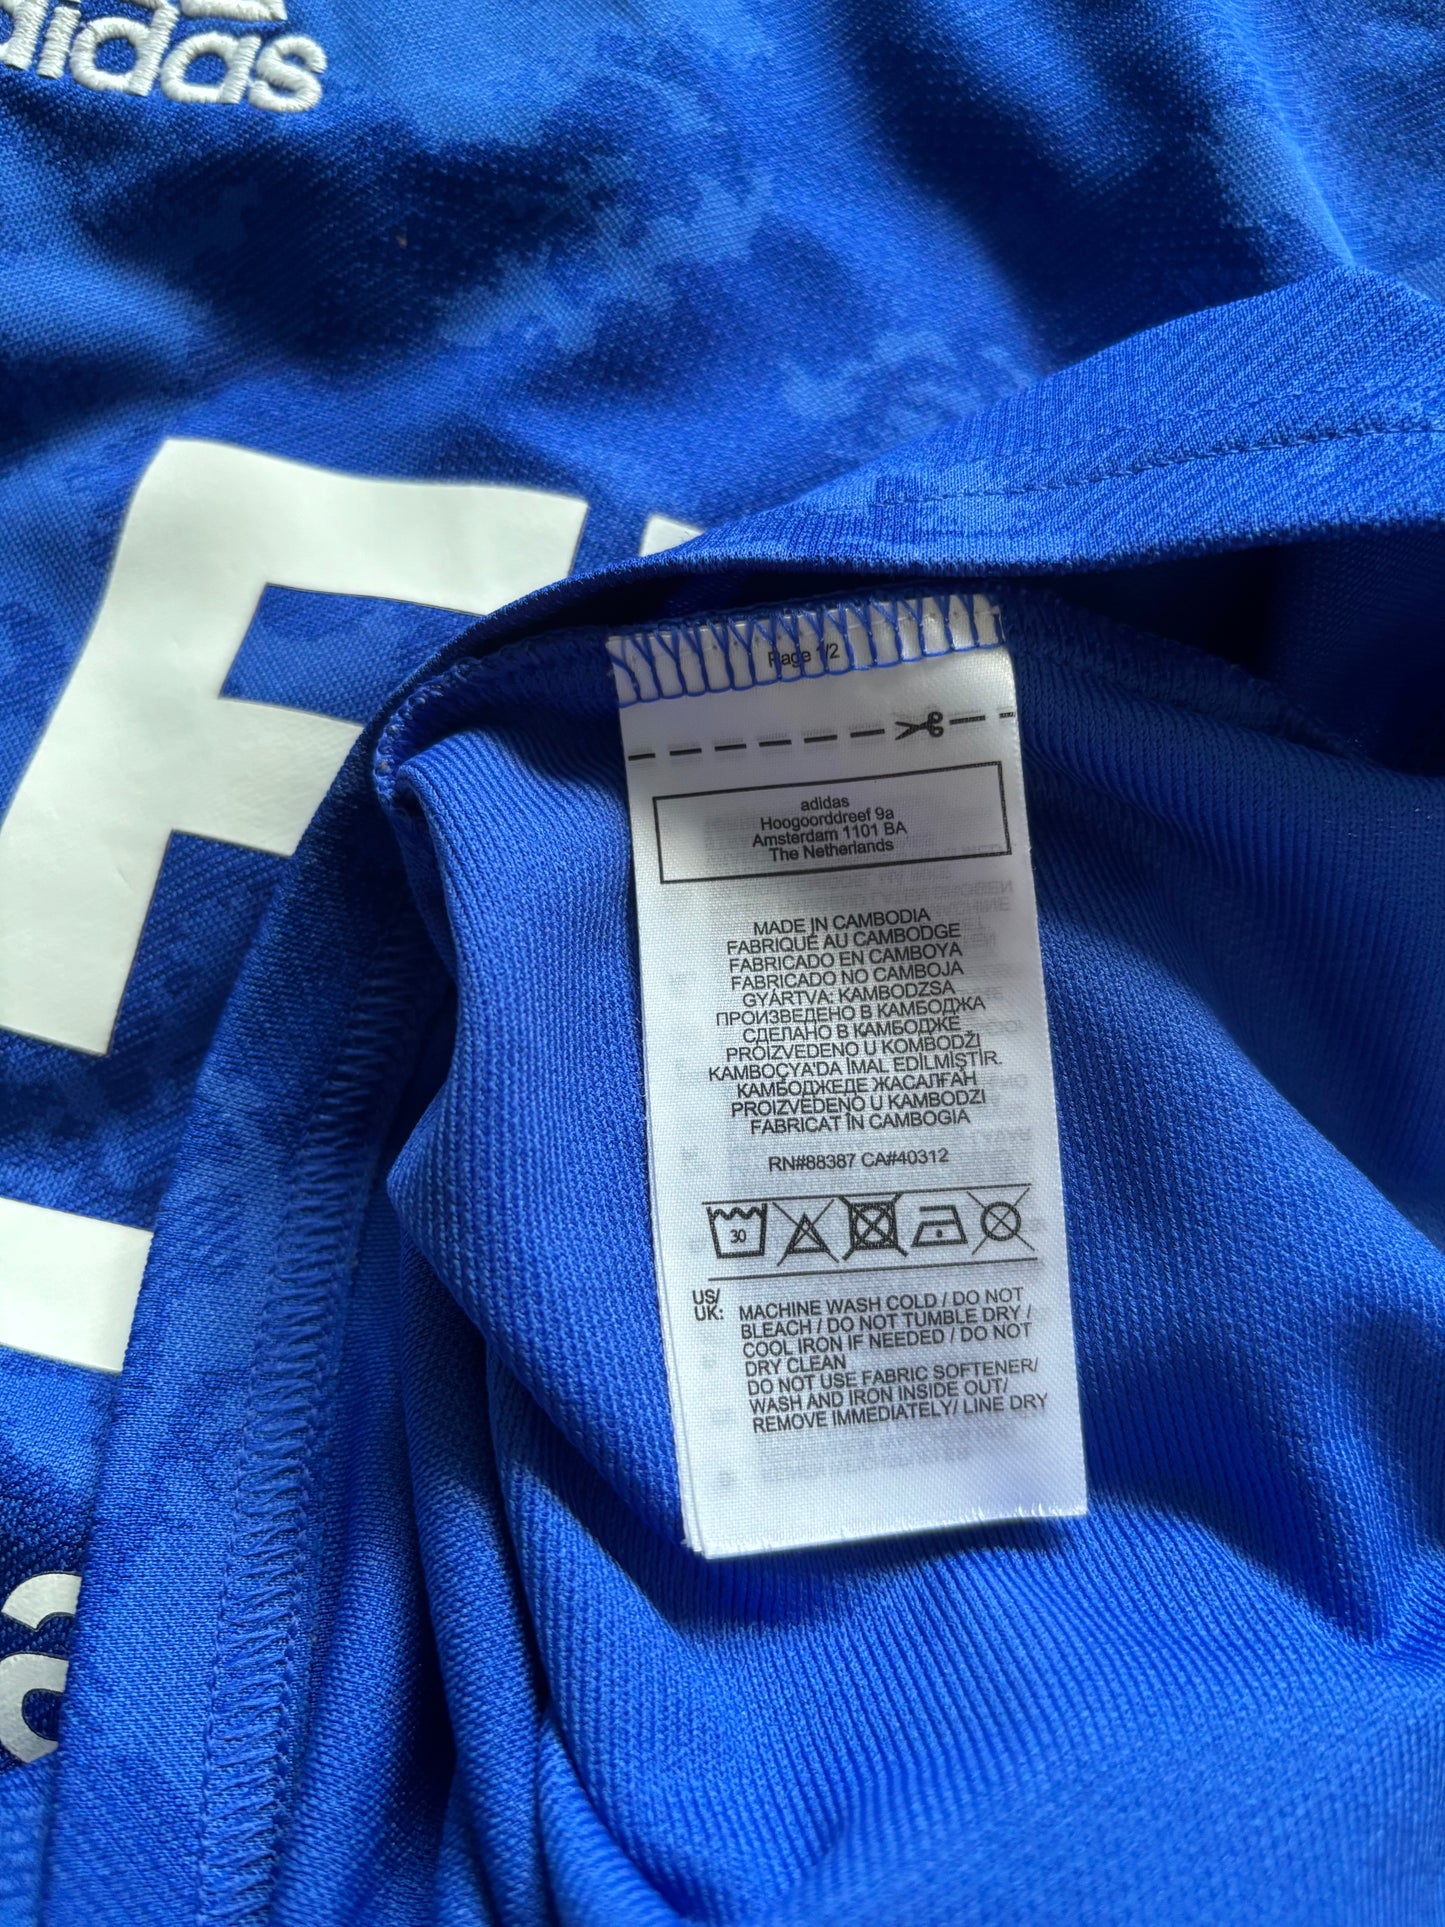 adidas
F
Page 1/2
adidas
Hoogoorddreef 9a
Amsterdam 1101 BA
The Netherlands
MADE IN CAMBODIA
FABRIQUÉ AU CAMBODGE
FABRICADO EN CAMBOYA
FABRICADO NO CAMBOJA
GYÁRTVA: KAMBODZSA
ПРОИЗВЕДЕНО В КАМБОДЖА
СДЕЛАНО В КАМБОДЖЕ
PROIZVEDENO U KOMBODŽI
KAMBOÇYA'DA İMAL EDİLMİŞTİR.
КАМБОДЖЕДЕ ЖАСАЛҒАН
PROIZVEDENO U KAMBODZI
FABRICAT ÎN CAMBOGIA
RN#88387 CA#40312
30
US/
UK: MACHINE WASH COLD / DO NOT
BLEACH / DO NOT TUMBLE DRY /
COOL IRON IF NEEDED / DO NOT
DRY CLEAN
DO NOT USE FABRIC SOFTENER/
WASH AND IRON INSIDE OUT/
REMOVE IMMEDIATELY/ LINE DRY